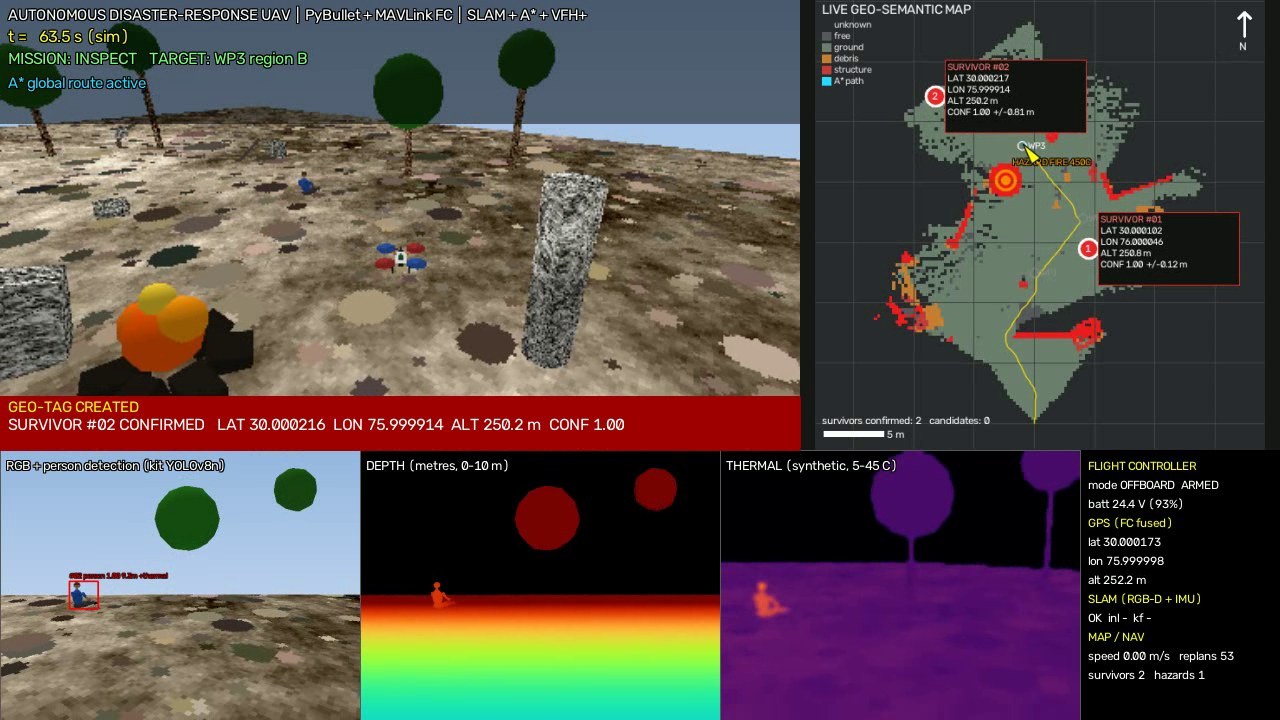 AUTONOMOUS DISASTER-RESPONSE UAV | PyBullet + MAVLink FC | SLAM + A* + VFH+
t = 63.5 s (sim)
MISSION: INSPECT TARGET: WP3 region B
A* global route active
GEO-TAG CREATED
SURVIVOR #02 CONFIRMED LAT 30.000216 LON 75.999914 ALT 250.2 m CONF 1.00
LIVE GEO-SEMANTIC MAP
unknown
free
ground
debris
structure
A* path
N
2
SURVIVOR #02
LAT 30.000217
LON 75.999914
ALT 250.2 m
CONF 1.00 +/-0.81 m
WP3
FIRE 450C
1
SURVIVOR #01
LAT 30.000102
LON 76.000046
ALT 250.8 m
CONF 1.00 +/-0.12 m
survivors confirmed: 2 candidates: 0
5 m
RGB + person detection (kit YOLOv8n)
DEPTH (metres, 0-10 m)
THERMAL (synthetic, 5-45 C)
FLIGHT CONTROLLER
mode OFFBOARD ARMED
batt 24.4 V (93%)
GPS (FC fused)
lat 30.000173
lon 75.999998
alt 252.2 m
SLAM (RGB-D + IMU)
OK inl - kf -
MAP / NAV
speed 0.00 m/s replans 53
survivors 2 hazards 1